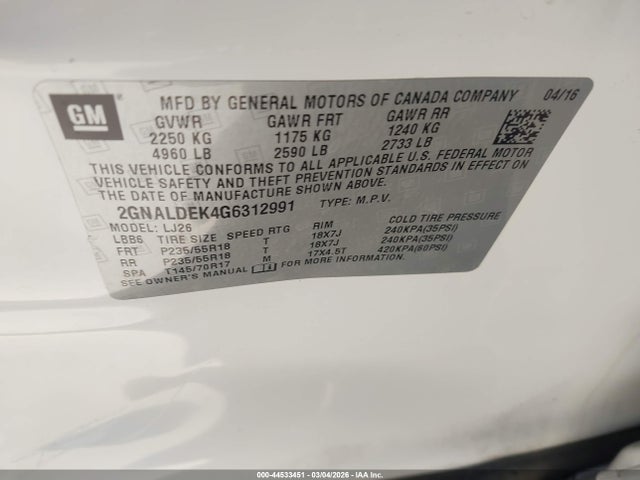 GM
MFD BY GENERAL MOTORS OF CANADA COMPANY 04/16
GVWR GAWR FRT GAWR RR
2250 KG 1175 KG 1240 KG
4960 LB 2590 LB 2733 LB
THIS VEHICLE CONFORMS TO ALL APPLICABLE U.S. FEDERAL MOTOR
VEHICLE SAFETY AND THEFT PREVENTION STANDARDS IN EFFECT ON
THE DATE OF MANUFACTURE SHOWN ABOVE.
2GNALDEK4G6312991 TYPE: M.P.V.
MODEL: LJ26
LBB6 TIRE SIZE SPEED RTG RIM COLD TIRE PRESSURE
FRT P235/55R18 T 18X7J 240KPA(35PSI)
RR P235/55R18 T 18X7J 240KPA(35PSI)
SPA T145/70R17 M 17X4.5T 420KPA(60PSI)
SEE OWNER'S MANUAL FOR MORE INFORMATION.
000-44533451 - 03/04/2026 - IAA, Inc.